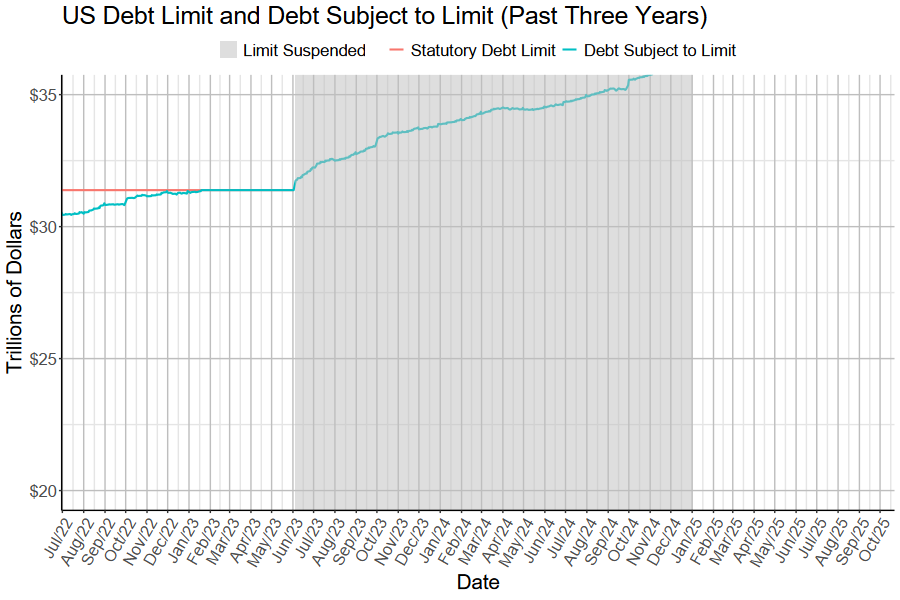 US Debt Limit and Debt Subject to Limit (Past Three Years)
Limit Suspended Statutory Debt Limit Debt Subject to Limit
Trillions of Dollars
$35
$30
$25
$20
Jul/22 Aug/22 Sep/22 Oct/22 Nov/22 Dec/22 Jan/23 Feb/23 Mar/23 Apr/23 May/23 Jun/23 Jul/23 Aug/23 Sep/23 Oct/23 Nov/23 Dec/23 Jan/24 Feb/24 Mar/24 Apr/24 May/24 Jun/24 Jul/24 Aug/24 Sep/24 Oct/24 Nov/24 Dec/24 Jan/25 Feb/25 Mar/25 Apr/25 May/25 Jun/25 Jul/25 Aug/25 Sep/25 Oct/25
Date